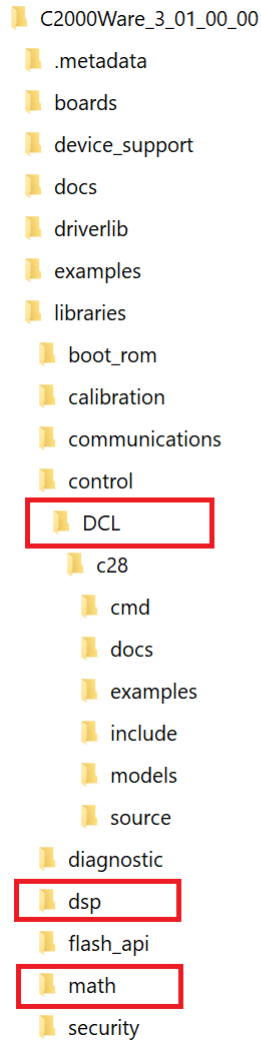 C2000Ware_3_01_00_00
.metadata
boards
device_support
docs
driverlib
examples
libraries
boot_rom
calibration
communications
control
DCL
c28
cmd
docs
examples
include
models
source
diagnostic
dsp
flash_api
math
security